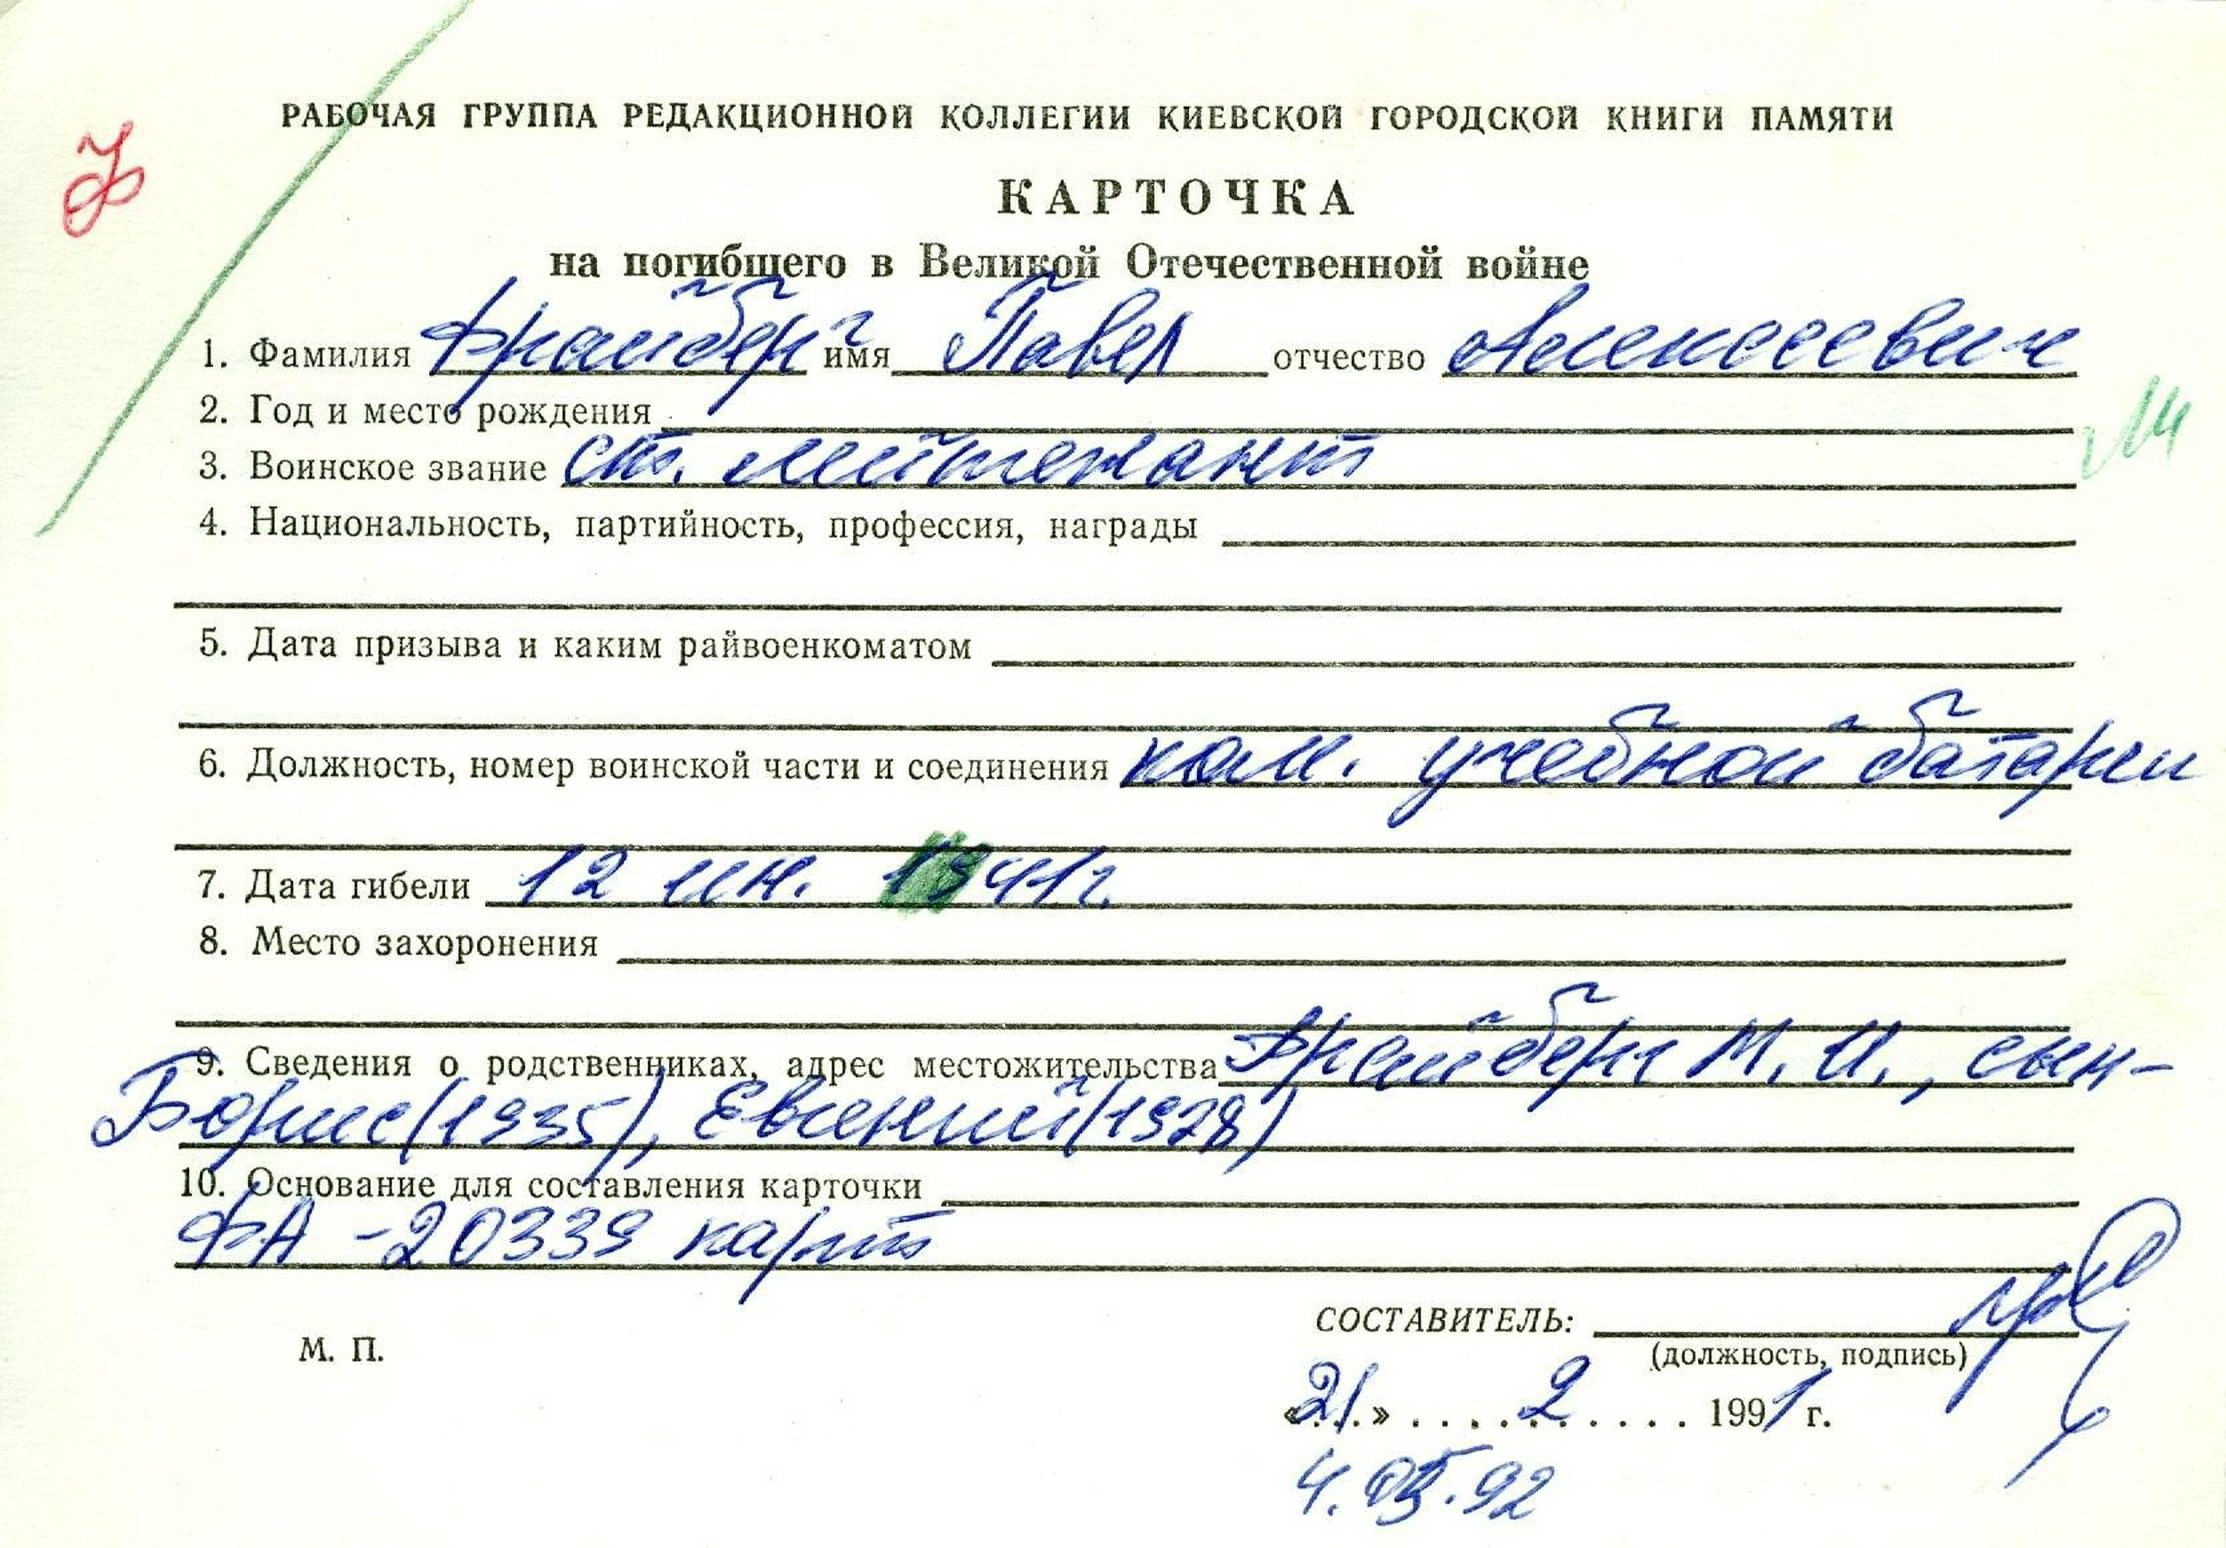 РАБОЧАЯ ГРУППА РЕДАКЦИОННОЙ КОЛЛЕГИИ КИЕВСКОЙ ГОРОДСКОЙ КНИГИ ПАМЯТИ
Ф
КАРТОЧКА
на погибшего в Великой Отечественной войне
1. Фамилия Фрайберг имя Павел отчество Алексеевич
2. Год и место рождения
3. Воинское звание ст. лейтенант
4. Национальность, партийность, профессия, награды
5. Дата призыва и каким райвоенкоматом
6. Должность, номер воинской части и соединения ком. учебной батареи
7. Дата гибели 12 ин. 1941г.
8. Место захоронения
9. Сведения о родственниках, адрес местожительства Фрайберг М. И., сын-
Борис (1935), Евгений (1928)
10. Основание для составления карточки
ФА - 20339 карт
СОСТАВИТЕЛЬ:
М. П.
(должность, подпись)
«21» 2 1991 г.